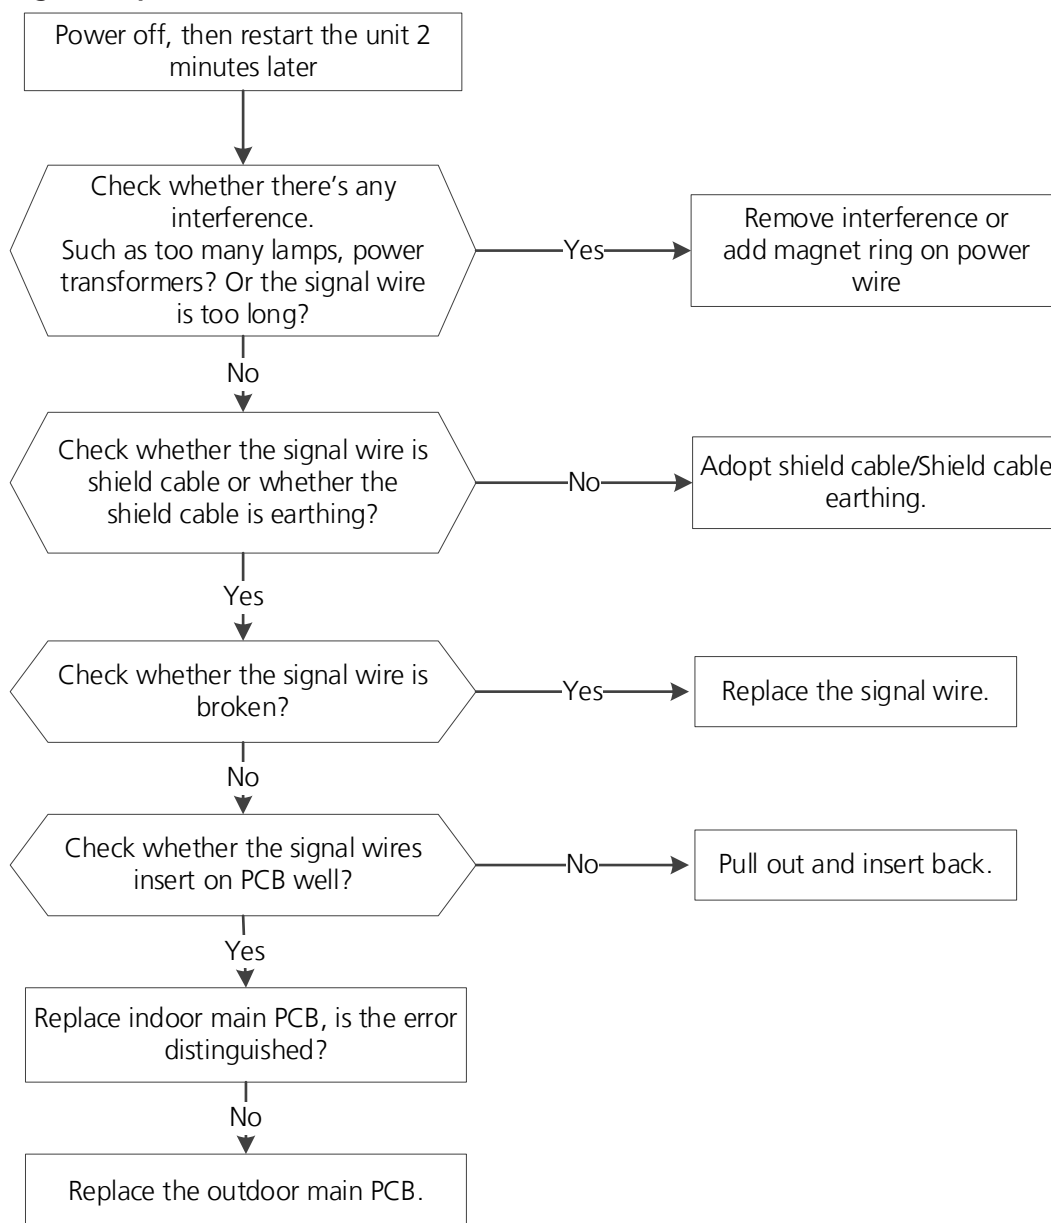 Power off, then restart the unit 2
minutes later
Check whether there's any
interference.
Such as too many lamps, power
transformers? Or the signal wire
is too long?
Yes
Remove interference or
add magnet ring on power
wire
No
Check whether the signal wire is
shield cable or whether the
shield cable is earthing?
No
Adopt shield cable/Shield cable
earthing.
Yes
Check whether the signal wire is
broken?
Yes
Replace the signal wire.
No
Check whether the signal wires
insert on PCB well?
No
Pull out and insert back.
Yes
Replace indoor main PCB, is the error
distinguished?
No
Replace the outdoor main PCB.